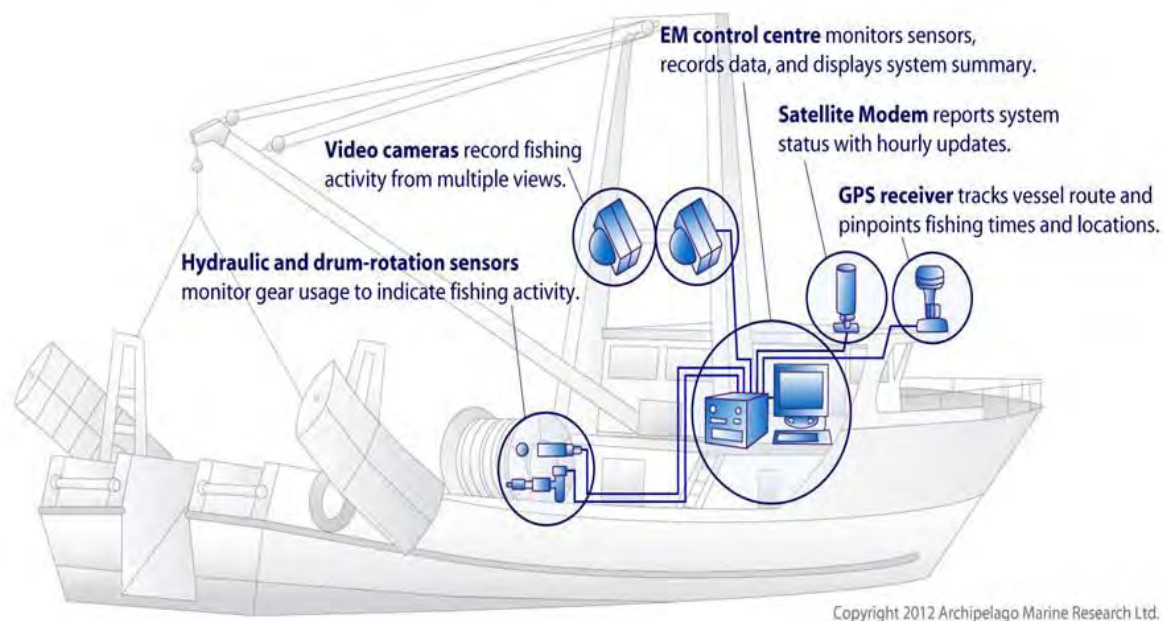 EM control centre monitors sensors,
records data, and displays system summary.
Satellite Modem reports system
status with hourly updates.
Video cameras record fishing
activity from multiple views.
GPS receiver tracks vessel route and
pinpoints fishing times and locations.
Hydraulic and drum-rotation sensors
monitor gear usage to indicate fishing activity.
Copyright 2012 Archipelago Marine Research Ltd.